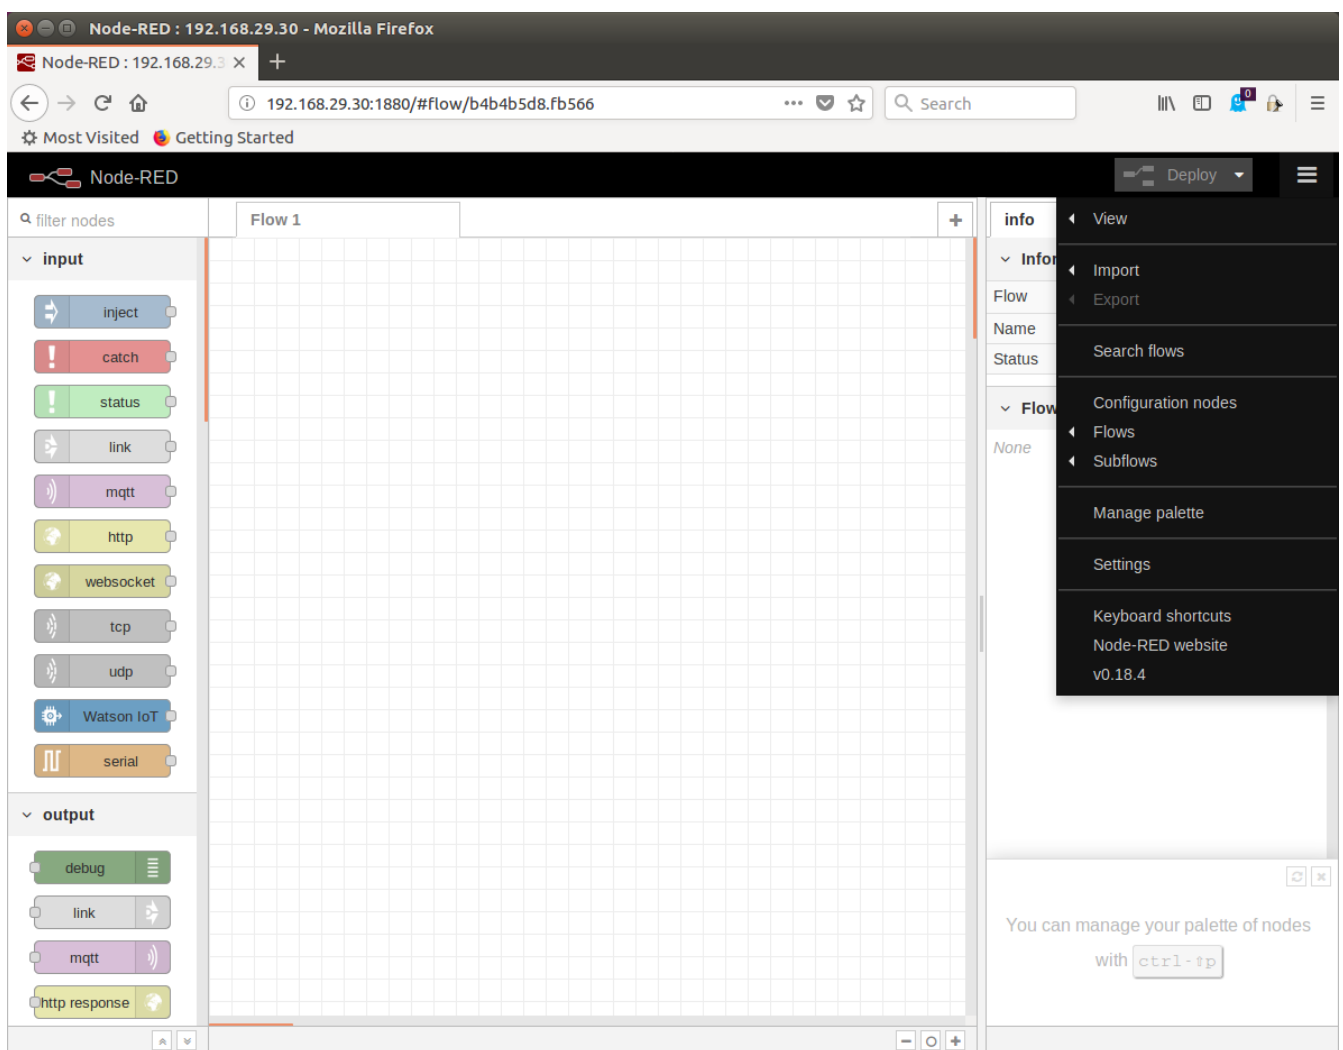 Node-RED : 192.168.29.30 - Mozilla Firefox
Node-RED : 192.168.29.3
192.168.29.30:1880/#flow/b4b4b5d8.fb566
Search
0
Most Visited
Getting Started
Node-RED
Deploy
filter nodes
input
inject
catch
status
link
mqtt
http
websocket
tcp
udp
Watson IoT
serial
output
debug
link
mqtt
http response
Flow 1
info
Infor
Flow
Name
Status
Flow
None
View
Import
Export
Search flows
Configuration nodes
Flows
Subflows
Manage palette
Settings
Keyboard shortcuts
Node-RED website
v0.18.4
You can manage your palette of nodes
with ctrl-⇧p